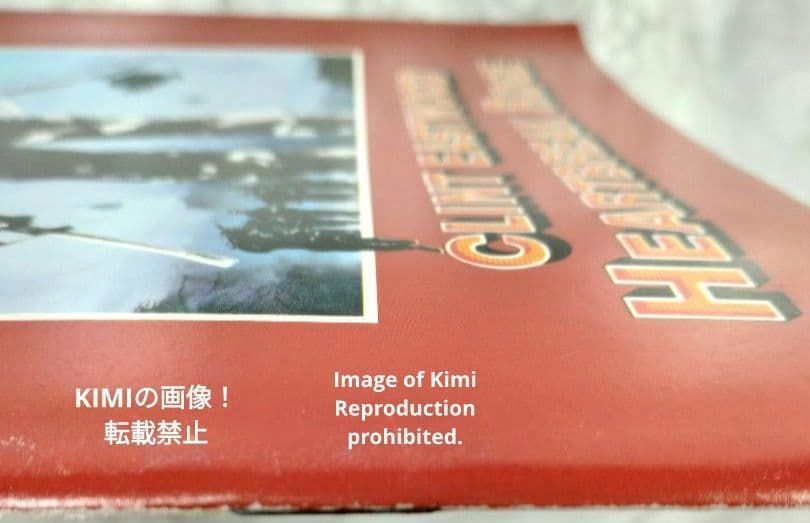 CLINT EASTWOOD
HEARTBREAK RIDGE
KIMIの画像！
転載禁止
Image of Kimi
Reproduction
prohibited.